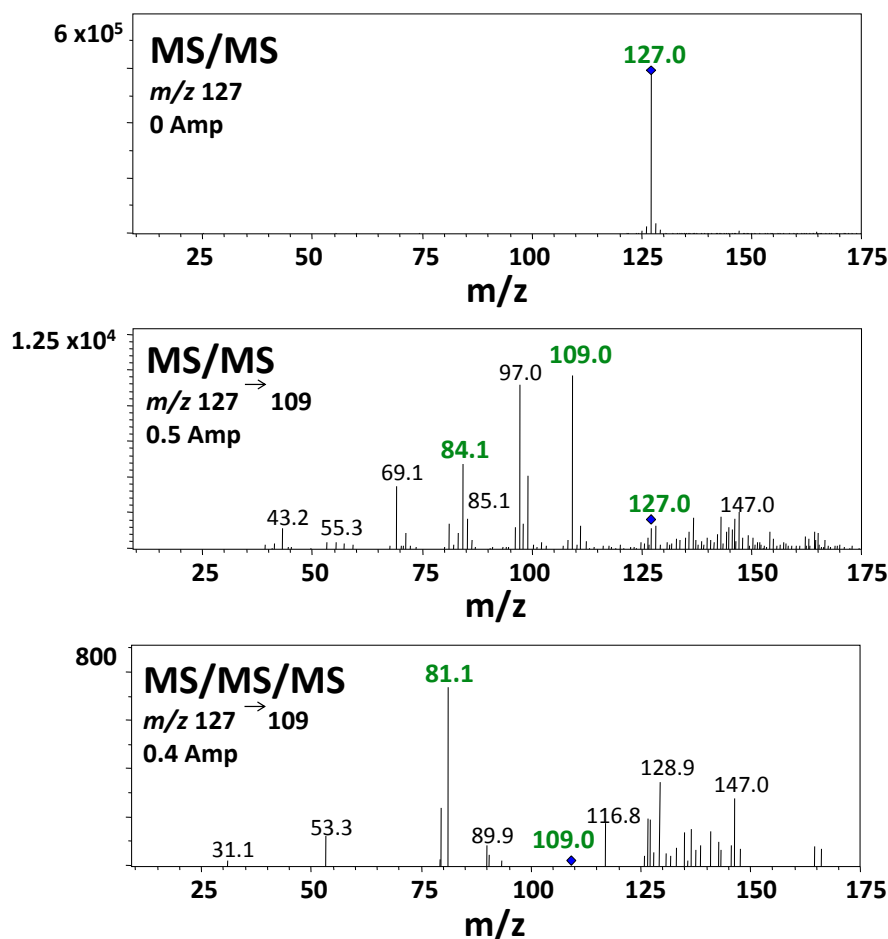 6 x10⁵
MS/MS
m/z 127
0 Amp
127.0
25 50 75 100 125 150 175
m/z
1.25 x10⁴
MS/MS
m/z 127 → 109
0.5 Amp
43.2
55.3
69.1
84.1
85.1
97.0
109.0
127.0
147.0
25 50 75 100 125 150 175
m/z
800
MS/MS/MS
m/z 127 → 109
0.4 Amp
31.1
53.3
81.1
89.9
109.0
116.8
128.9
147.0
25 50 75 100 125 150 175
m/z